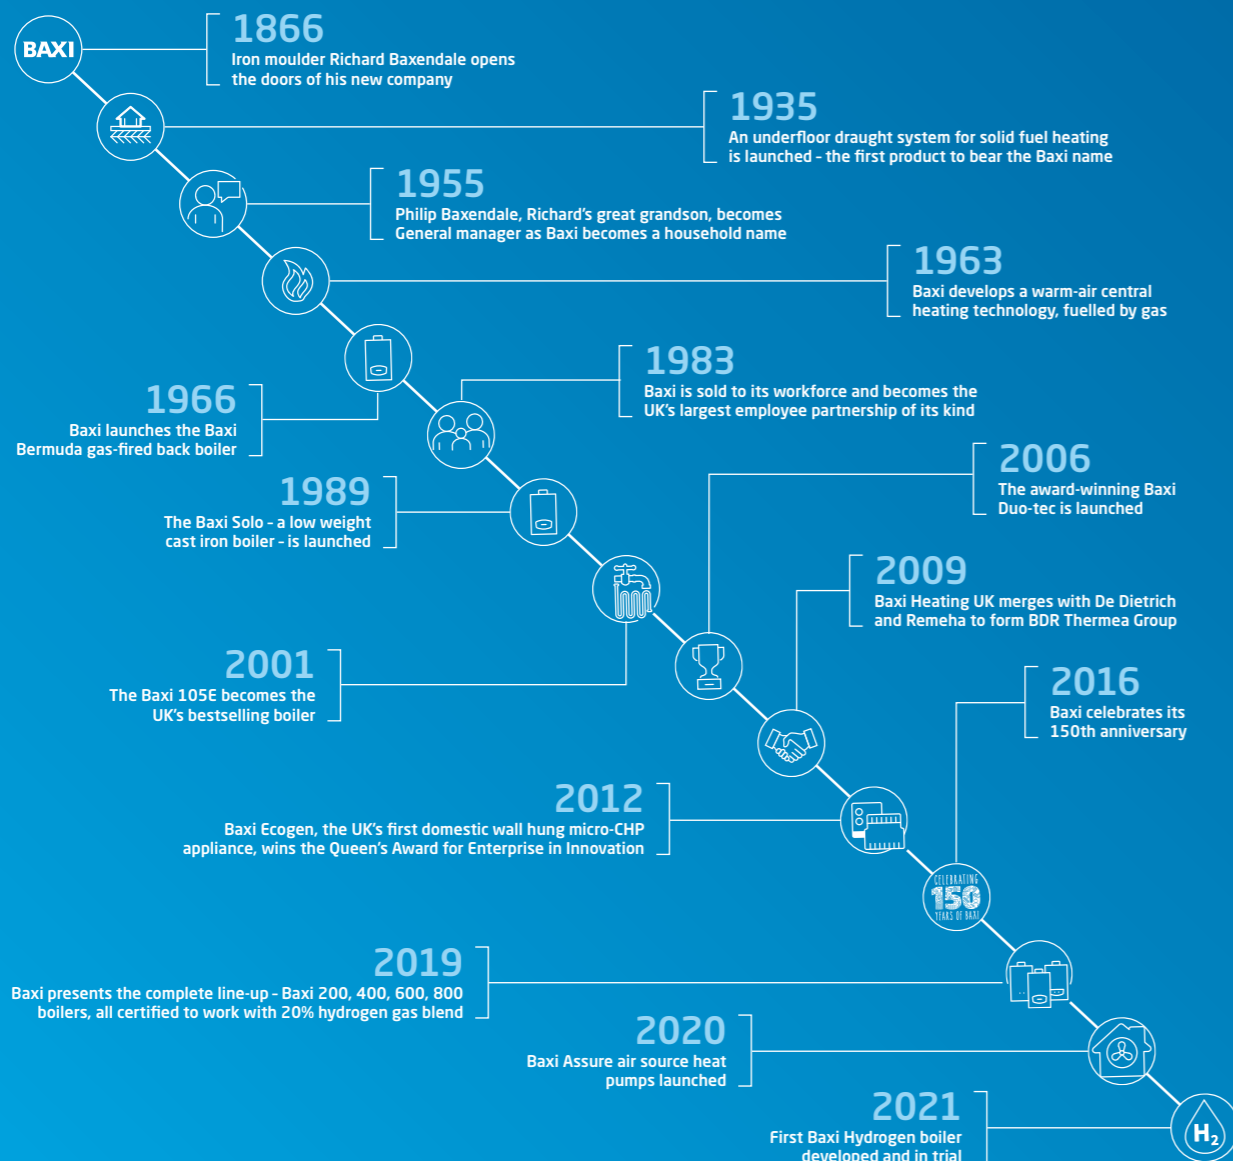 BAXI
1866
Iron moulder Richard Baxendale opens
the doors of his new company
1935
An underfloor draught system for solid fuel heating
is launched – the first product to bear the Baxi name
1955
Philip Baxendale, Richard's great grandson, becomes
General manager as Baxi becomes a household name
1963
Baxi develops a warm-air central
heating technology, fuelled by gas
1966
Baxi launches the Baxi
Bermuda gas-fired back boiler
1983
Baxi is sold to its workforce and becomes the
UK's largest employee partnership of its kind
1989
The Baxi Solo – a low weight
cast iron boiler – is launched
2001
The Baxi 105E becomes the
UK's bestselling boiler
2006
The award-winning Baxi
Duo-tec is launched
2009
Baxi Heating UK merges with De Dietrich
and Remeha to form BDR Thermea Group
2012
Baxi Ecogen, the UK's first domestic wall hung micro-CHP
appliance, wins the Queen's Award for Enterprise in Innovation
2016
Baxi celebrates its
150th anniversary
CELEBRATING
150
YEARS OF BAXI
2019
Baxi presents the complete line-up – Baxi 200, 400, 600, 800
boilers, all certified to work with 20% hydrogen gas blend
2020
Baxi Assure air source heat
pumps launched
2021
First Baxi Hydrogen boiler
developed and in trial
H₂